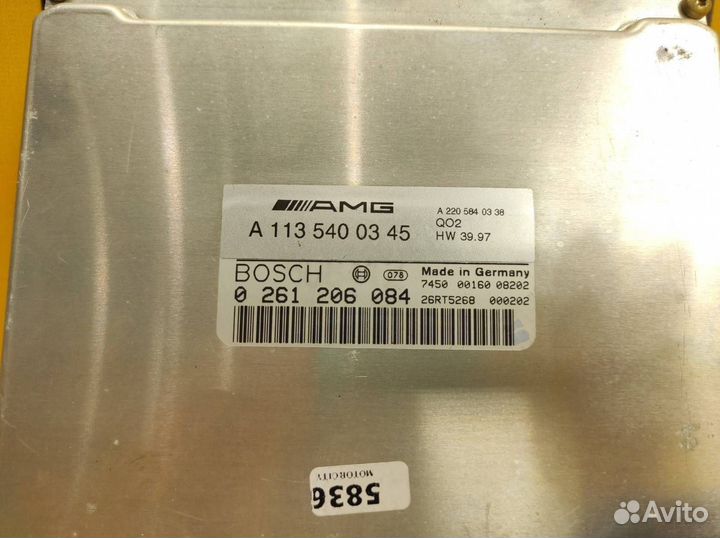 AMG
A 113 540 03 45
A 220 584 03 38
Q02
HW 39.97
BOSCH
078
Made in Germany
7450 00160 08202
0 261 206 084
26RT5268 000202
MOTORCITY
5836
Avito